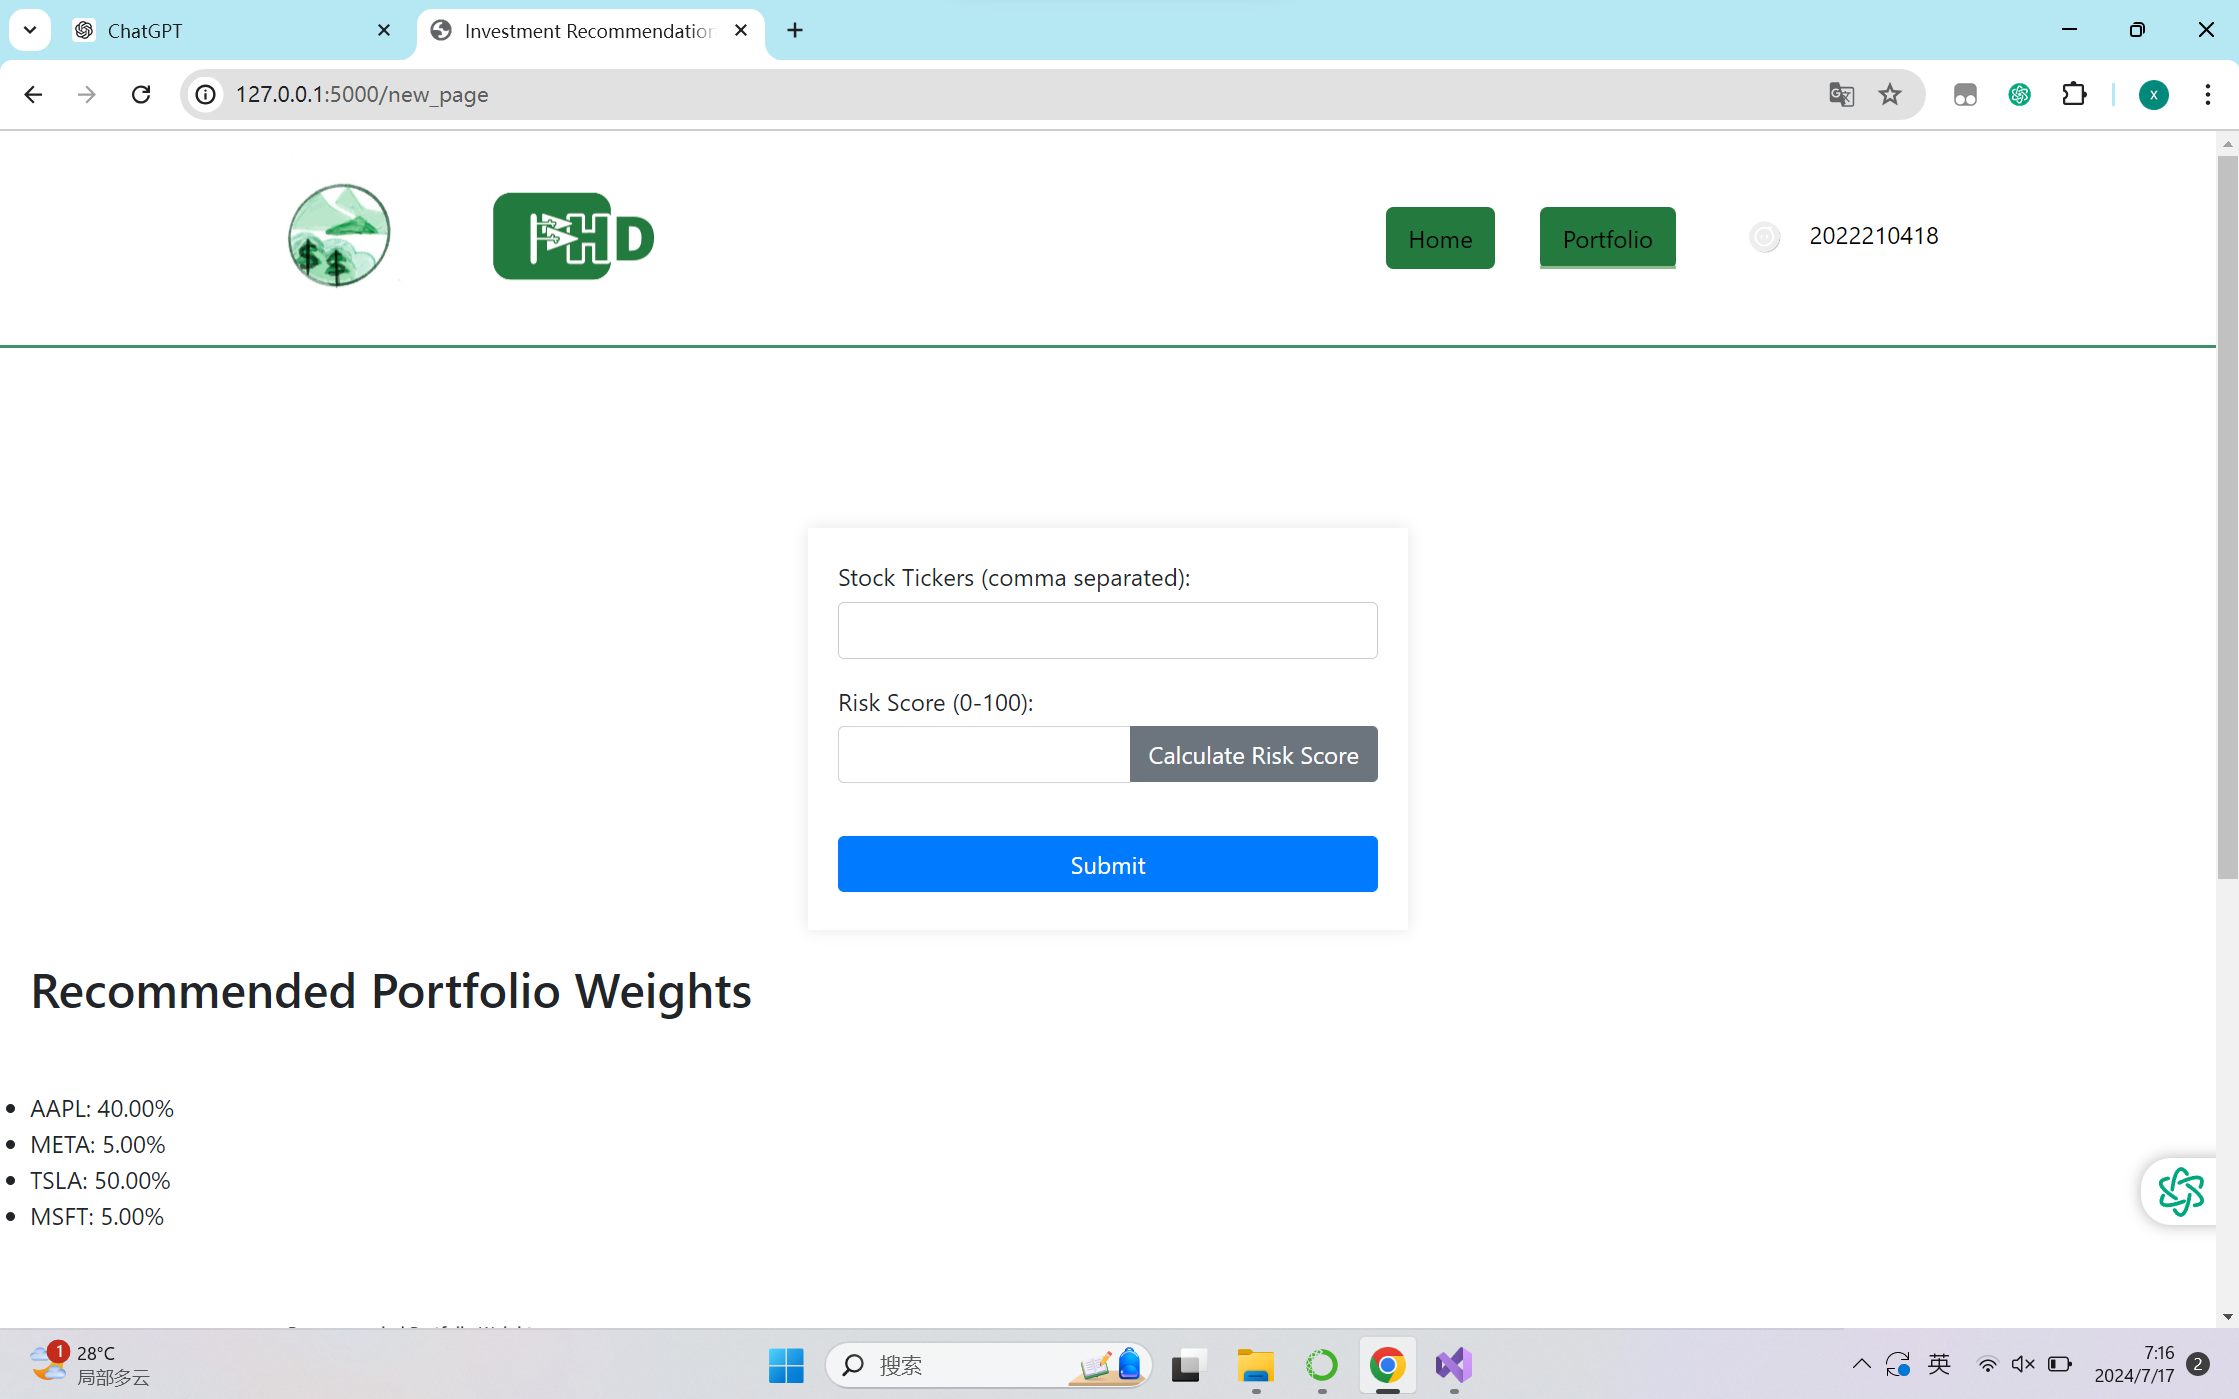 ChatGPT
Investment Recommendation
127.0.0.1:5000/new_page
x
HD
Home
Portfolio
2022210418
Stock Tickers (comma separated):
Risk Score (0-100):
Calculate Risk Score
Submit
Recommended Portfolio Weights
AAPL: 40.00%
META: 5.00%
TSLA: 50.00%
MSFT: 5.00%
1
28°C
局部多云
搜索
英
7:16
2024/7/17
2